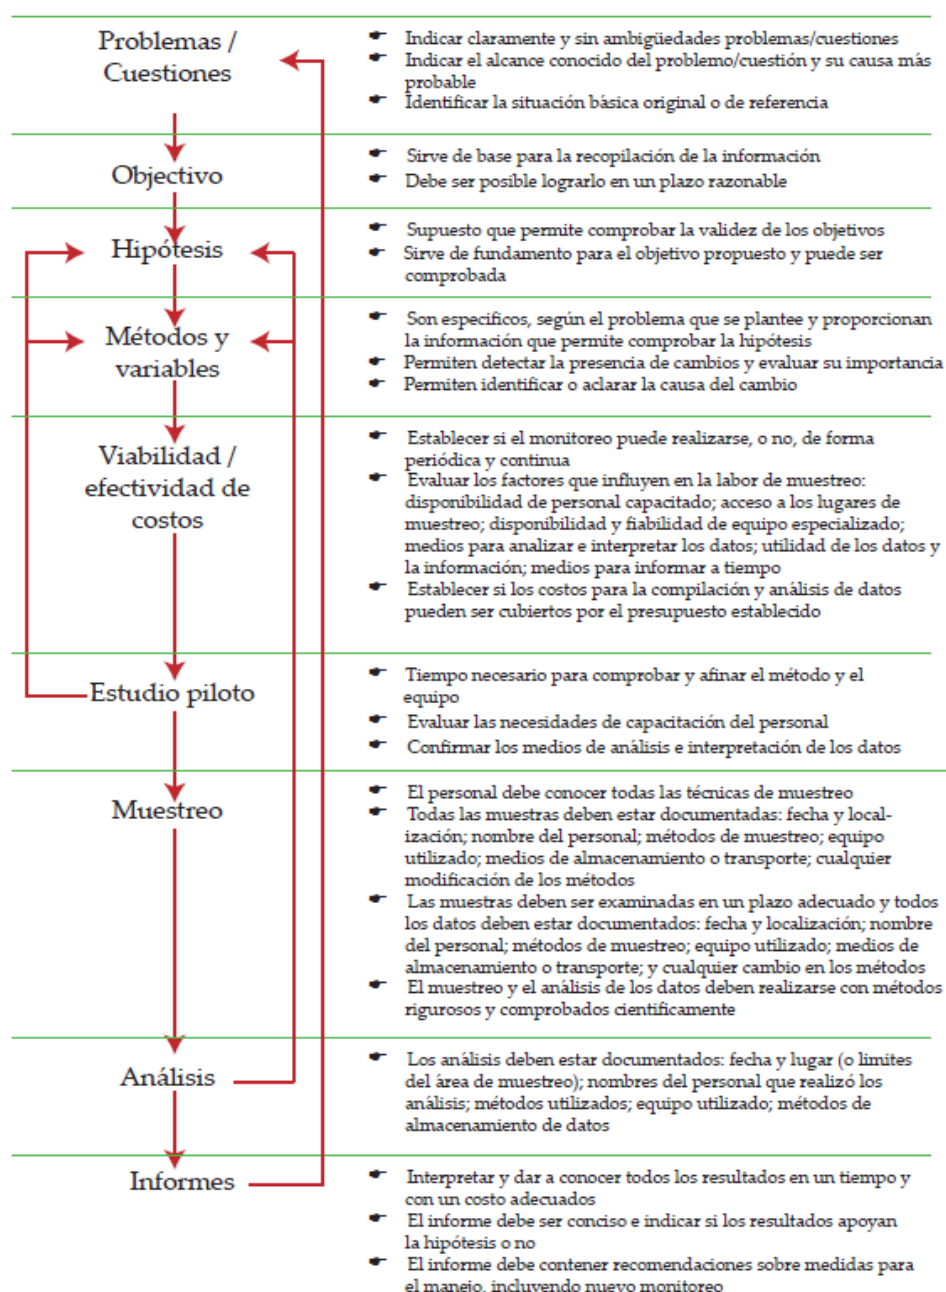 Problemas /
Cuestiones
Indicar claramente y sin ambigüedades problemas/cuestiones
Indicar el alcance conocido del problemo/cuestión y su causa más
probable
Identificar la situación básica original o de referencia
Objectivo
Sirve de base para la recopilación de la información
Debe ser posible lograrlo en un plazo razonable
Hipótesis
Supuesto que permite comprobar la validez de los objetivos
Sirve de fundamento para el objetivo propuesto y puede ser
comprobada
Métodos y
variables
Son especificos, según el problema que se plantee y proporcionan
la información que permite comprobar la hipótesis
Permiten detectar la presencia de cambios y evaluar su importancia
Permiten identificar o aclarar la causa del cambio
Viabilidad /
efectividad de
costos
Establecer si el monitoreo puede realizarse, o no, de forma
periódica y continua
Evaluar los factores que influyen en la labor de muestreo:
disponibilidad de personal capacitado; acceso a los lugares de
muestreo; disponibilidad y fiabilidad de equipo especializado;
medios para analizar e interpretar los datos; utilidad de los datos y
la información; medios para informar a tiempo
Establecer si los costos para la compilación y análisis de datos
pueden ser cubiertos por el presupuesto establecido
Estudio piloto
Tiempo necesario para comprobar y afinar el método y el
equipo
Evaluar las necesidades de capacitación del personal
Confirmar los medios de análisis e interpretación de los datos
Muestreo
El personal debe conocer todas las técnicas de muestreo
Todas las muestras deben estar documentadas: fecha y local-
ización; nombre del personal; métodos de muestreo; equipo
utilizado; medios de almacenamiento o transporte; cualquier
modificación de los métodos
Las muestras deben ser examinadas en un plazo adecuado y todos
los datos deben estar documentados: fecha y localización; nombre
del personal; métodos de muestreo; equipo utilizado; medios de
almacenamiento o transporte; y cualquier cambio en los métodos
El muestreo y el análisis de los datos deben realizarse con métodos
rigurosos y comprobados cientificamente
Análisis
Los análisis deben estar documentados: fecha y lugar (o limites
del área de muestreo); nombres del personal que realizó los
análisis; métodos utilizados; equipo utilizado; métodos de
almacenamiento de datos
Informes
Interpretar y dar a conocer todos los resultados en un tiempo y
con un costo adecuados
El informe debe ser conciso e indicar si los resultados apoyan
la hipótesis o no
El informe debe contener recomendaciones sobre medidas para
el manejo, incluyendo nuevo monitoreo